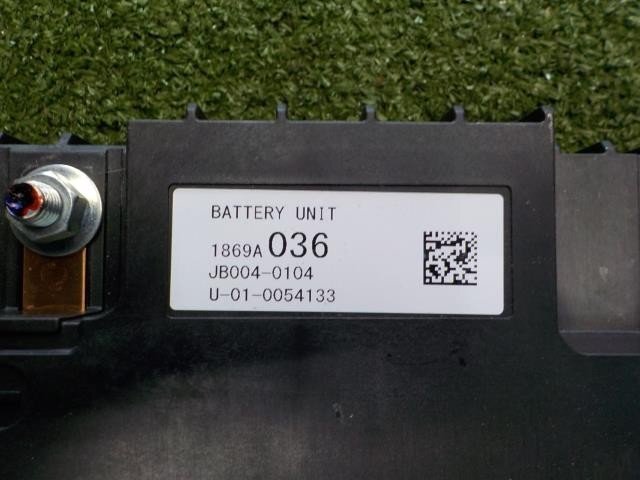 BATTERY UNIT
1869A 036
JB004-0104
U-01-0054133